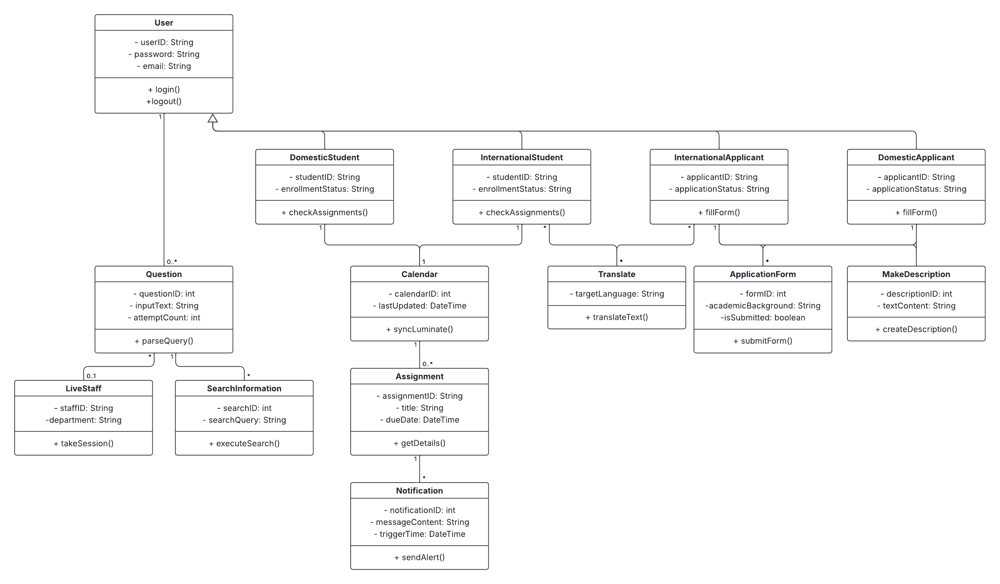 User
- userID: String
- password: String
- email: String
+ login()
+logout()
1
DomesticStudent
- studentID: String
- enrollmentStatus: String
+ checkAssignments()
1
InternationalStudent
- studentID: String
- enrollmentStatus: String
+ checkAssignments()
1
*
InternationalApplicant
- applicantID: String
- applicationStatus: String
+ fillForm()
*
1
DomesticApplicant
- applicantID: String
- applicationStatus: String
+ fillForm()
1
0..*
Question
- questionID: int
- inputText: String
- attemptCount: int
+ parseQuery()
*
1
1
Calendar
- calendarID: int
- lastUpdated: DateTime
+ syncLuminate()
1
*
Translate
- targetLanguage: String
+ translateText()
*
ApplicationForm
- formID: int
-academicBackground: String
-isSubmitted: boolean
+ submitForm()
MakeDescription
- descriptionID: int
- textContent: String
+ createDescription()
0..1
LiveStaff
- staffID: String
-department: String
+ takeSession()
*
SearchInformation
- searchID: int
- searchQuery: String
+ executeSearch()
0..*
Assignment
- assignmentID: String
- title: String
- dueDate: DateTime
+ getDetails()
1
*
Notification
- notificationID: int
- messageContent: String
- triggerTime: DateTime
+ sendAlert()